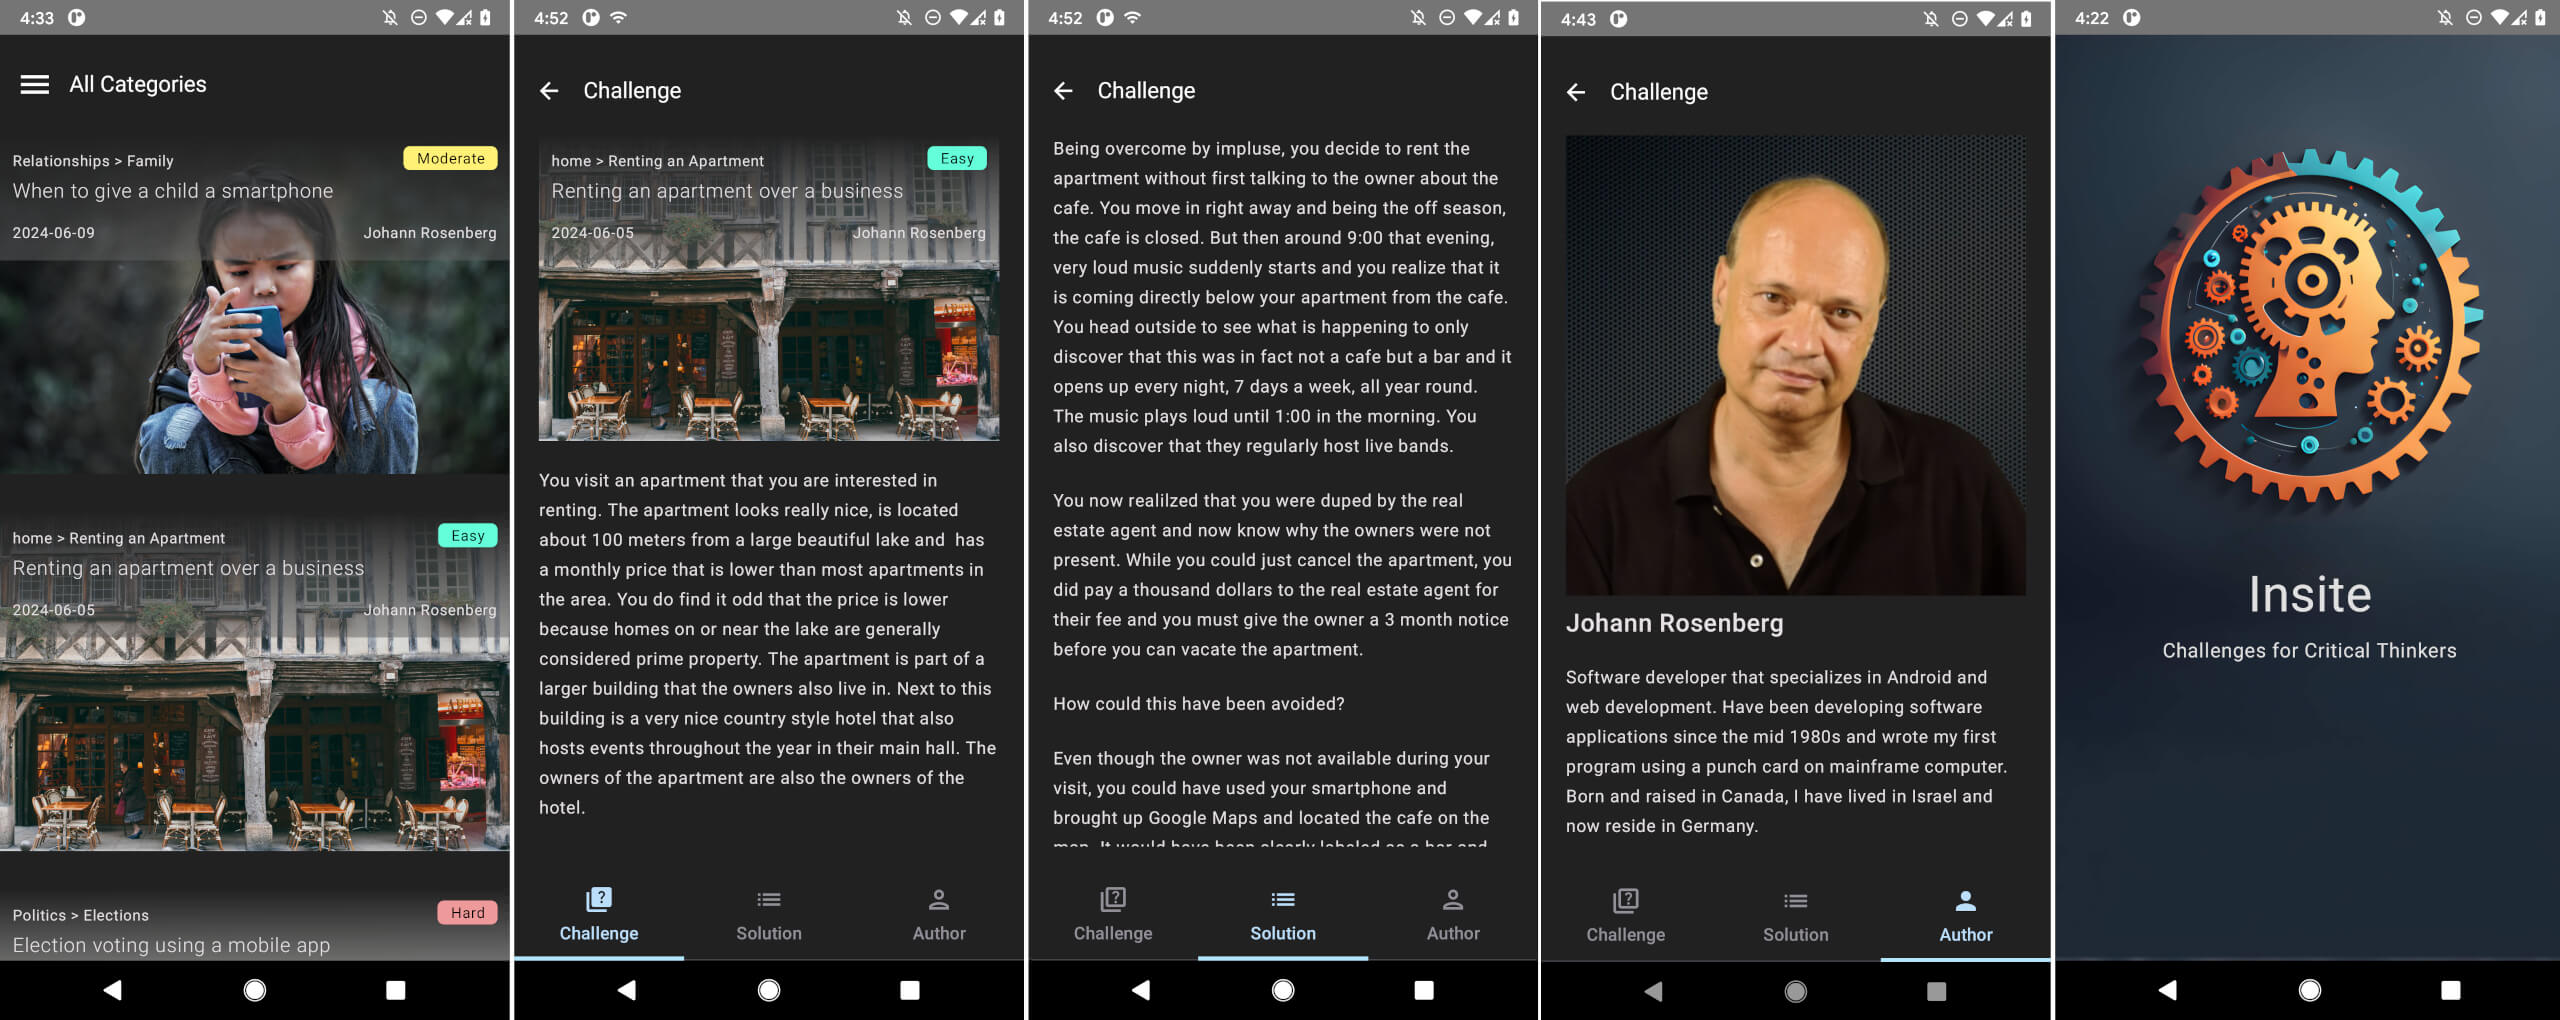 4:33
All Categories
Relationships > Family
Moderate
When to give a child a smartphone
2024-06-09
Johann Rosenberg
home > Renting an Apartment
Easy
Renting an apartment over a business
2024-06-05
Johann Rosenberg
Politics > Elections
Hard
Election voting using a mobile app
4:52
Challenge
home > Renting an Apartment
Easy
Renting an apartment over a business
2024-06-05
Johann Rosenberg
You visit an apartment that you are interested in
renting. The apartment looks really nice, is located
about 100 meters from a large beautiful lake and  has
a monthly price that is lower than most apartments in
the area. You do find it odd that the price is lower
because homes on or near the lake are generally
considered prime property. The apartment is part of a
larger building that the owners also live in. Next to this
building is a very nice country style hotel that also
hosts events throughout the year in their main hall. The
owners of the apartment are also the owners of the
hotel.
Challenge
Solution
Author
4:52
Challenge
Being overcome by impluse, you decide to rent the
apartment without first talking to the owner about the
cafe. You move in right away and being the off season,
the cafe is closed. But then around 9:00 that evening,
very loud music suddenly starts and you realize that it
is coming directly below your apartment from the cafe.
You head outside to see what is happening to only
discover that this was in fact not a cafe but a bar and it
opens up every night, 7 days a week, all year round.
The music plays loud until 1:00 in the morning. You
also discover that they regularly host live bands.
You now realilzed that you were duped by the real
estate agent and now know why the owners were not
present. While you could just cancel the apartment, you
did pay a thousand dollars to the real estate agent for
their fee and you must give the owner a 3 month notice
before you can vacate the apartment.
How could this have been avoided?
Even though the owner was not available during your
visit, you could have used your smartphone and
brought up Google Maps and located the cafe on the
map. It would have been clearly labeled as a bar and
Challenge
Solution
Author
4:43
Challenge
Johann Rosenberg
Software developer that specializes in Android and
web development. Have been developing software
applications since the mid 1980s and wrote my first
program using a punch card on mainframe computer.
Born and raised in Canada, I have lived in Israel and
now reside in Germany.
Challenge
Solution
Author
4:22
Insite
Challenges for Critical Thinkers